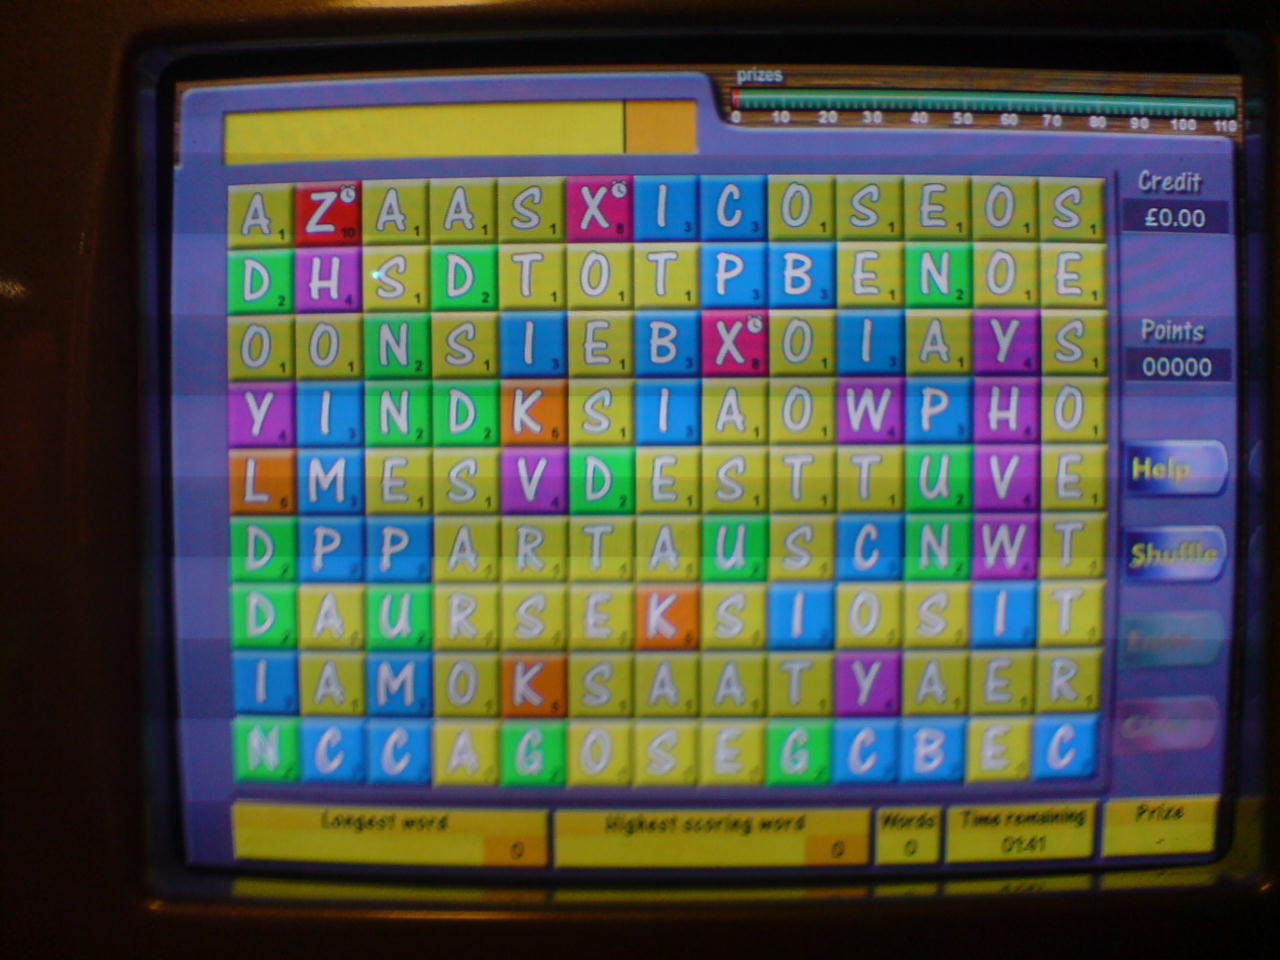 prizes
0 10 20 30 40 50 60 70 80 90 100 110
Credit
£0.00
Points
00000
A Z A A S X I C O S E O S
D H S D T O T P B E N O E
O O N S I E B X O I A Y S
Y I N D K S I A O W P H O
L M E S V D E S T T U V E
D P P A R T A U S C N W T
D A U R S E K S I O S I T
I A M O K S A A T Y A E R
N C C A G O S E G C B E C
Help
Shuffle
Longest word 0
Highest scoring word 0
Words 0
Time remaining 01:41
Prize -